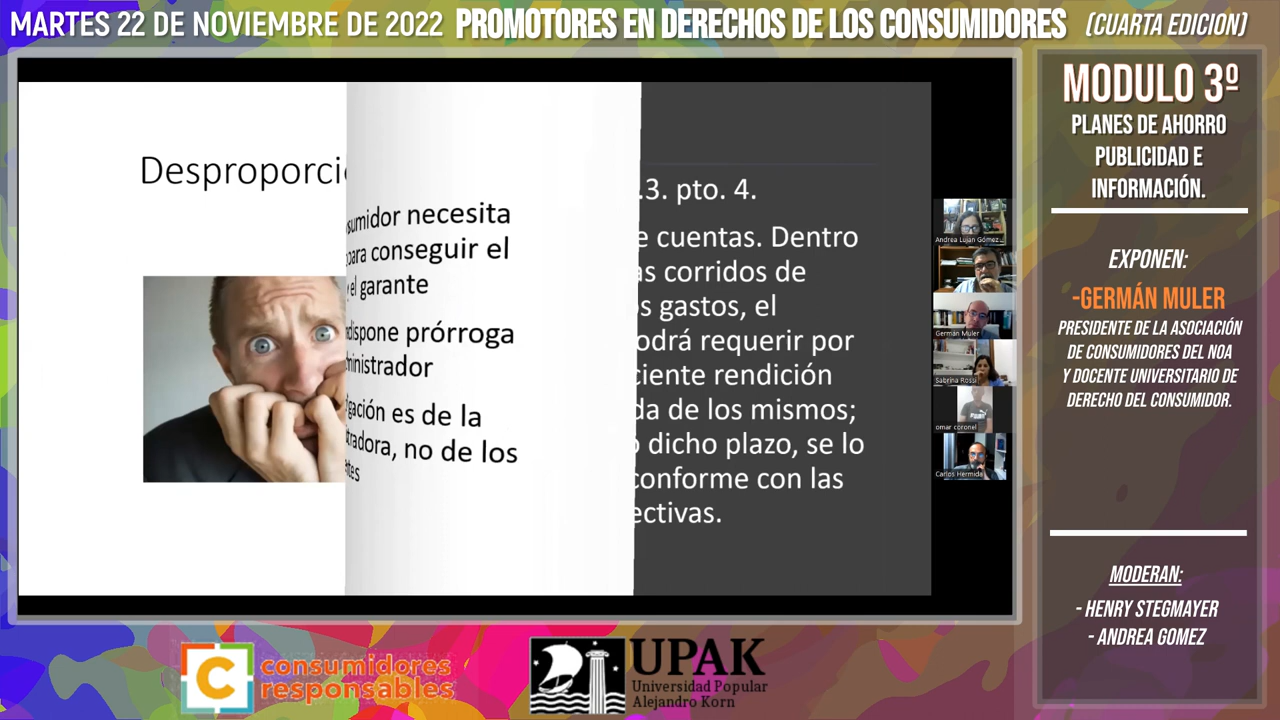 MARTES 22 DE NOVIEMBRE DE 2022 PROMOTORES EN DERECHOS DE LOS CONSUMIDORES (CUARTA EDICION)
Desproporci
sumidor necesita
para conseguir el
el garante
dispone prórroga
ministrador
gación es de la
tradora, no de los
tes
.3. pto. 4.
e cuentas. Dentro
as corridos de
os gastos, el
odrá requerir por
ciente rendición
da de los mismos;
o dicho plazo, se lo
conforme con las
ectivas.
Andrea Lujan Gómez...
Germán Muler
Sabrina Rossi
omar coronel
Carlos Hermida
MODULO 3º
PLANES DE AHORRO
PUBLICIDAD E
INFORMACIÓN.
EXPONEN:
-GERMÁN MULER
PRESIDENTE DE LA ASOCIACIÓN
DE CONSUMIDORES DEL NOA
Y DOCENTE UNIVERSITARIO DE
DERECHO DEL CONSUMIDOR.
MODERAN:
- HENRY STEGMAYER
- ANDREA GOMEZ
C consumidores
responsables
UPAK
Universidad Popular
Alejandro Korn